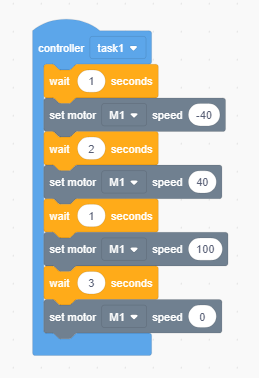 controller task1
wait 1 seconds
set motor M1 speed -40
wait 2 seconds
set motor M1 speed 40
wait 1 seconds
set motor M1 speed 100
wait 3 seconds
set motor M1 speed 0